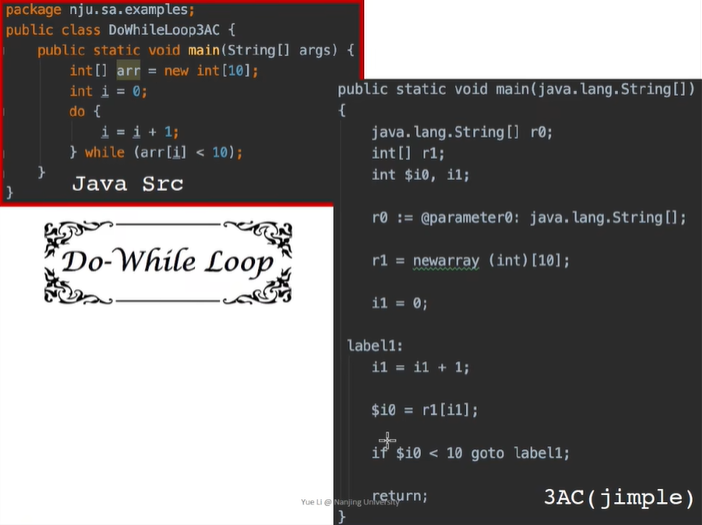 package nju.sa.examples;
public class DoWhileLoop3AC {
public static void main(String[] args) {
int[] arr = new int[10];
int i = 0;
do {
i = i + 1;
} while (arr[i] < 10);
}
}
Java Src
Do-While Loop
public static void main(java.lang.String[])
{
java.lang.String[] r0;
int[] r1;
int $i0, i1;
r0 := @parameter0: java.lang.String[];
r1 = newarray (int)[10];
i1 = 0;
label1:
i1 = i1 + 1;
$i0 = r1[i1];
if $i0 < 10 goto label1;
return;
}
3AC(jimple)
Yue Li @ Nanjing University